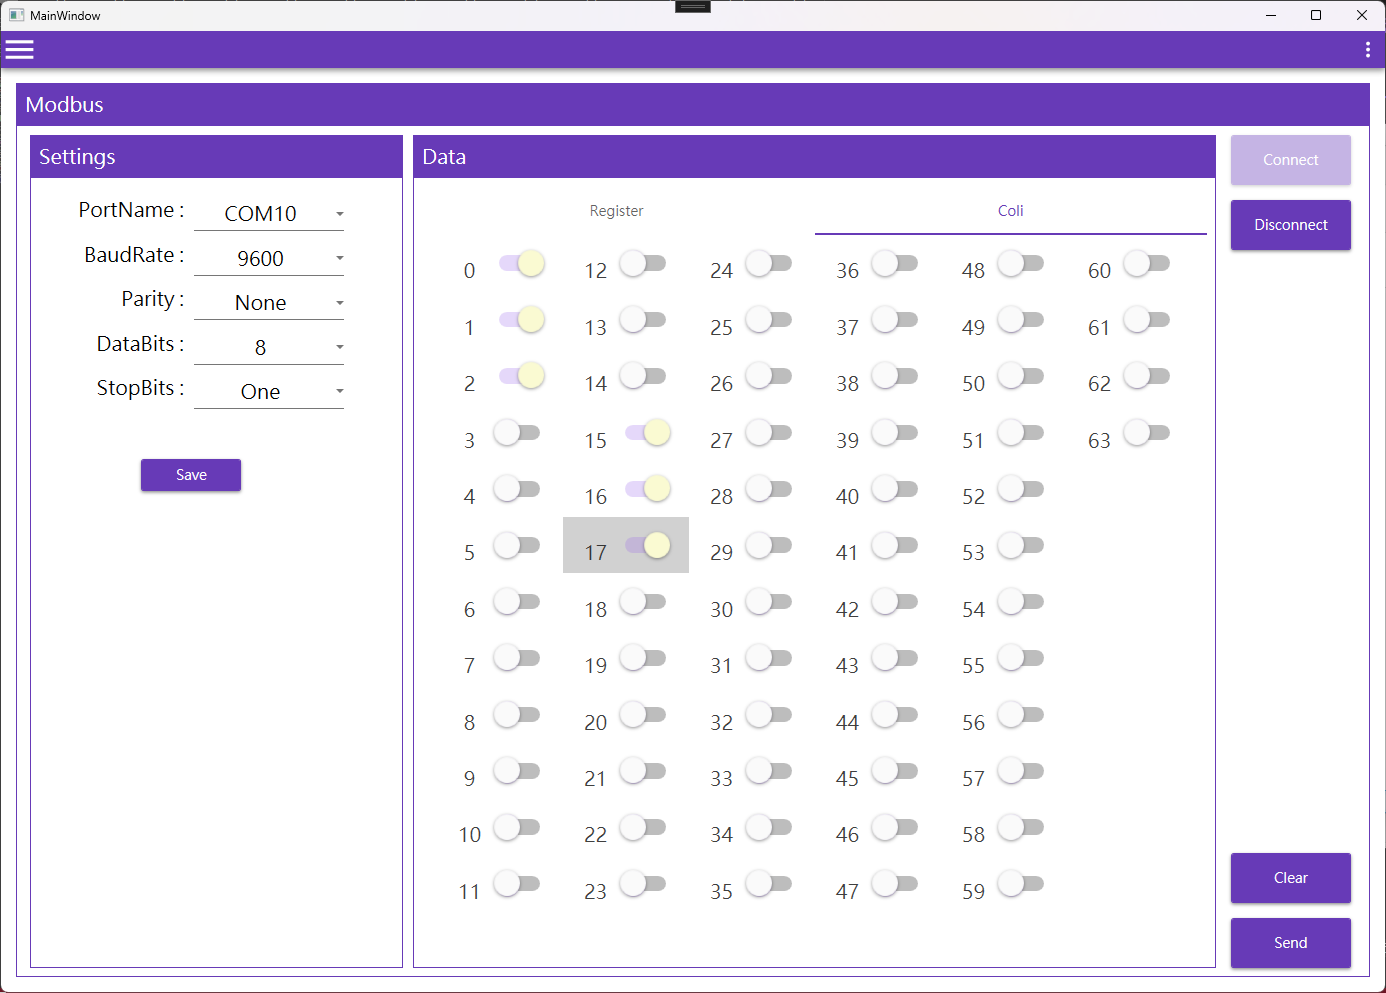 MainWindow
Modbus
Settings
PortName :
COM10
BaudRate :
9600
Parity :
None
DataBits :
8
StopBits :
One
Save
Data
Register
Coli
0 12 24 36 48 60
1 13 25 37 49 61
2 14 26 38 50 62
3 15 27 39 51 63
4 16 28 40 52
5 17 29 41 53
6 18 30 42 54
7 19 31 43 55
8 20 32 44 56
9 21 33 45 57
10 22 34 46 58
11 23 35 47 59
Connect
Disconnect
Clear
Send